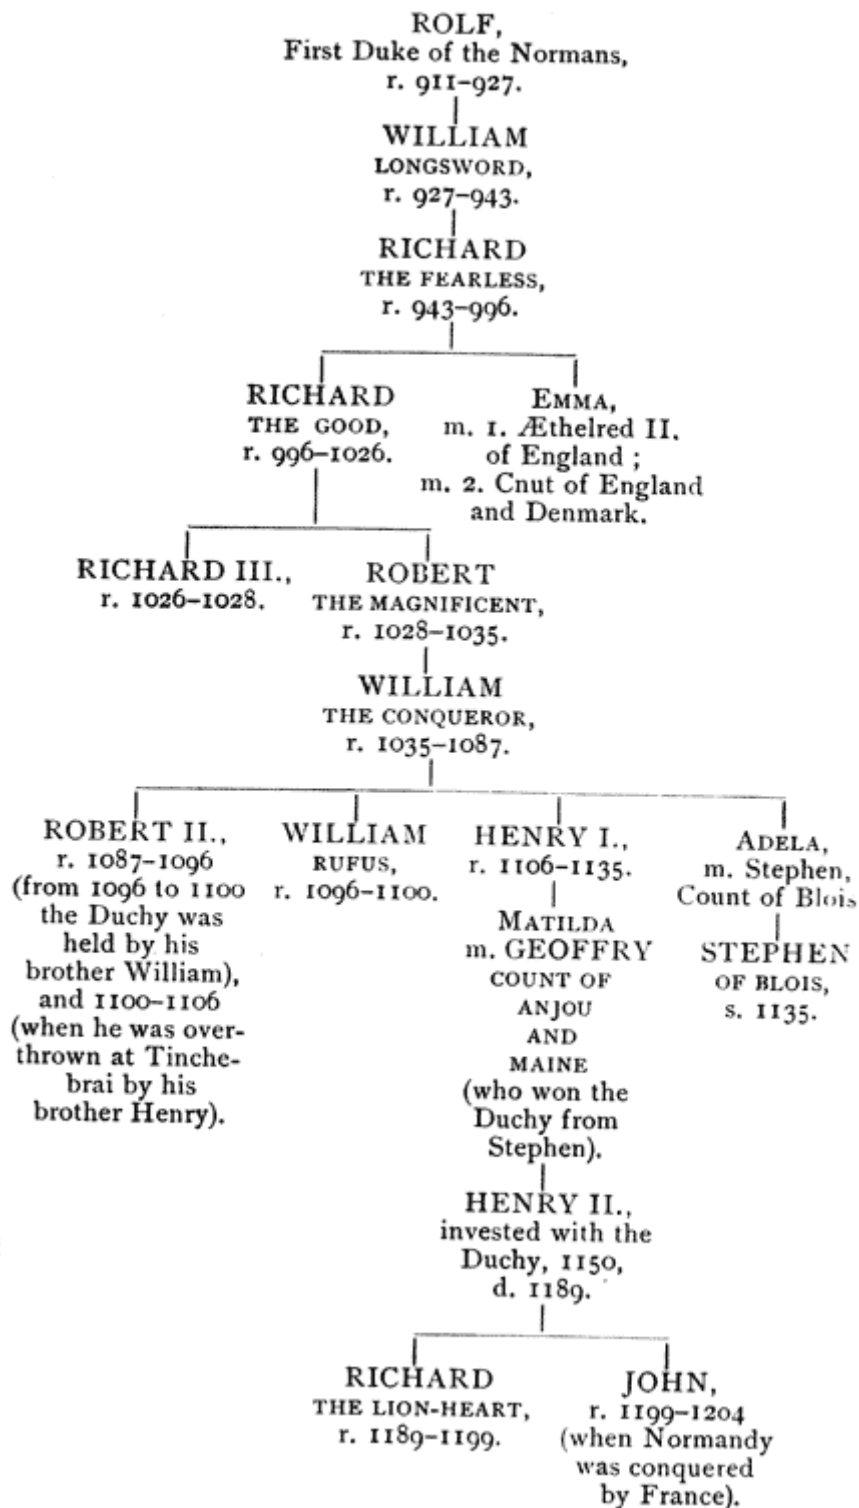 ROLF,
First Duke of the Normans,
r. 911–927.
WILLIAM
LONGSWORD,
r. 927–943.
RICHARD
THE FEARLESS,
r. 943–996.
RICHARD
THE GOOD,
r. 996–1026.
EMMA,
m. 1. Æthelred II.
of England ;
m. 2. Cnut of England
and Denmark.
RICHARD III.,
r. 1026–1028.
ROBERT
THE MAGNIFICENT,
r. 1028–1035.
WILLIAM
THE CONQUEROR,
r. 1035–1087.
ROBERT II.,
r. 1087–1096
(from 1096 to 1100
the Duchy was
held by his
brother William),
and 1100–1106
(when he was over-
thrown at Tinche-
brai by his
brother Henry).
WILLIAM
RUFUS,
r. 1096–1100.
HENRY I.,
r. 1106–1135.
MATILDA
m. GEOFFRY
COUNT OF
ANJOU
AND
MAINE
(who won the
Duchy from
Stephen).
ADELA,
m. Stephen,
Count of Blois
STEPHEN
OF BLOIS,
s. 1135.
HENRY II.,
invested with the
Duchy, 1150,
d. 1189.
RICHARD
THE LION-HEART,
r. 1189–1199.
JOHN,
r. 1199–1204
(when Normandy
was conquered
by France).